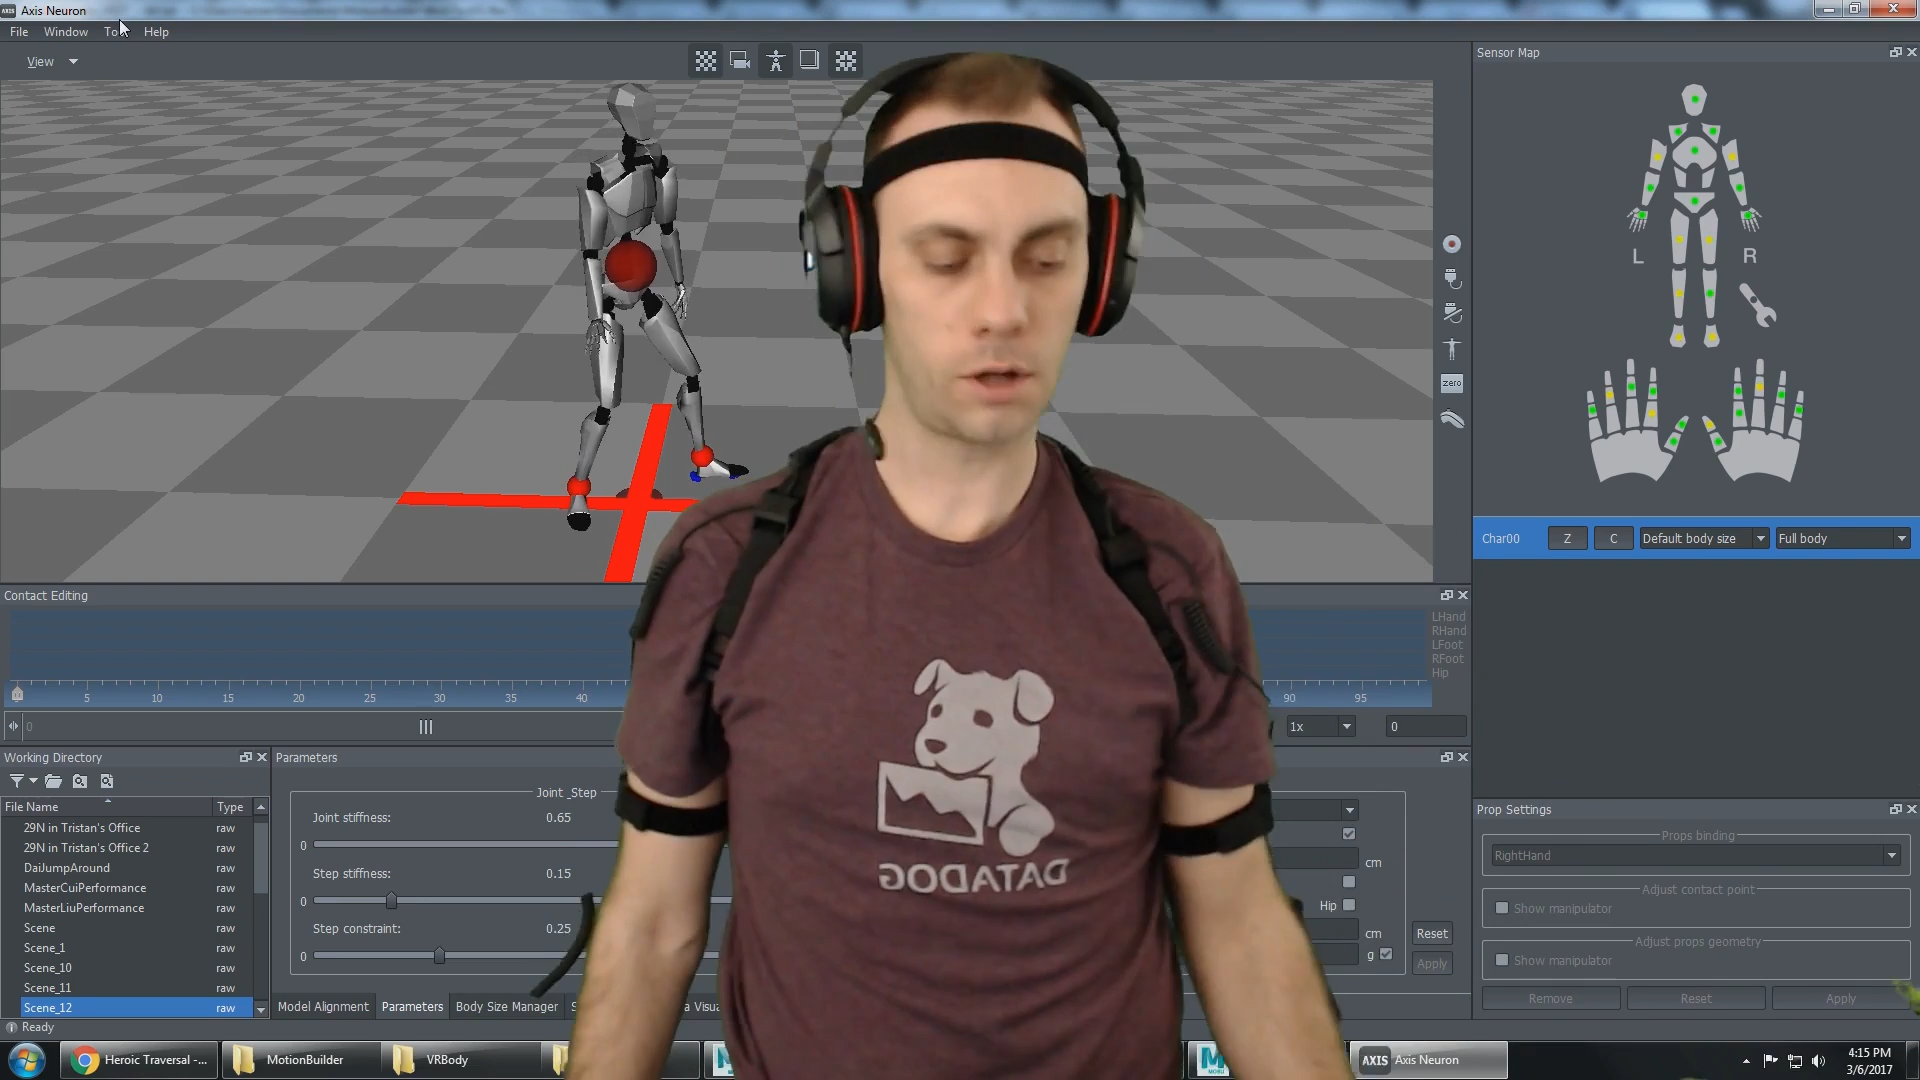 AXIS Axis Neuron
File Window To Help
View
Sensor Map
L R
zero
Char00 Z C Default body size Full body
Contact Editing
LHand
RHand
LFoot
RFoot
Hip
5 10 15 20 25 30 35 40 90 95
0 1x 0
Working Directory
Parameters
File Name Type
29N in Tristan's Office raw
29N in Tristan's Office 2 raw
DaiJumpAround raw
MasterCuiPerformance raw
MasterLiuPerformance raw
Scene raw
Scene_1 raw
Scene_10 raw
Scene_11 raw
Scene_12 raw
Joint _Step
Joint stiffness: 0.65
0
Step stiffness: 0.15
0
Step constraint: 0.25
0
cm
Hip
cm
g
Reset
Apply
Model Alignment Parameters Body Size Manager
Prop Settings
Props binding
RightHand
Adjust contact point
Show manipulator
Adjust props geometry
Show manipulator
Remove Reset Apply
DATADOG
Ready
Heroic Traversal -... MotionBuilder VRBody AXIS Axis Neuron
4:15 PM
3/6/2017